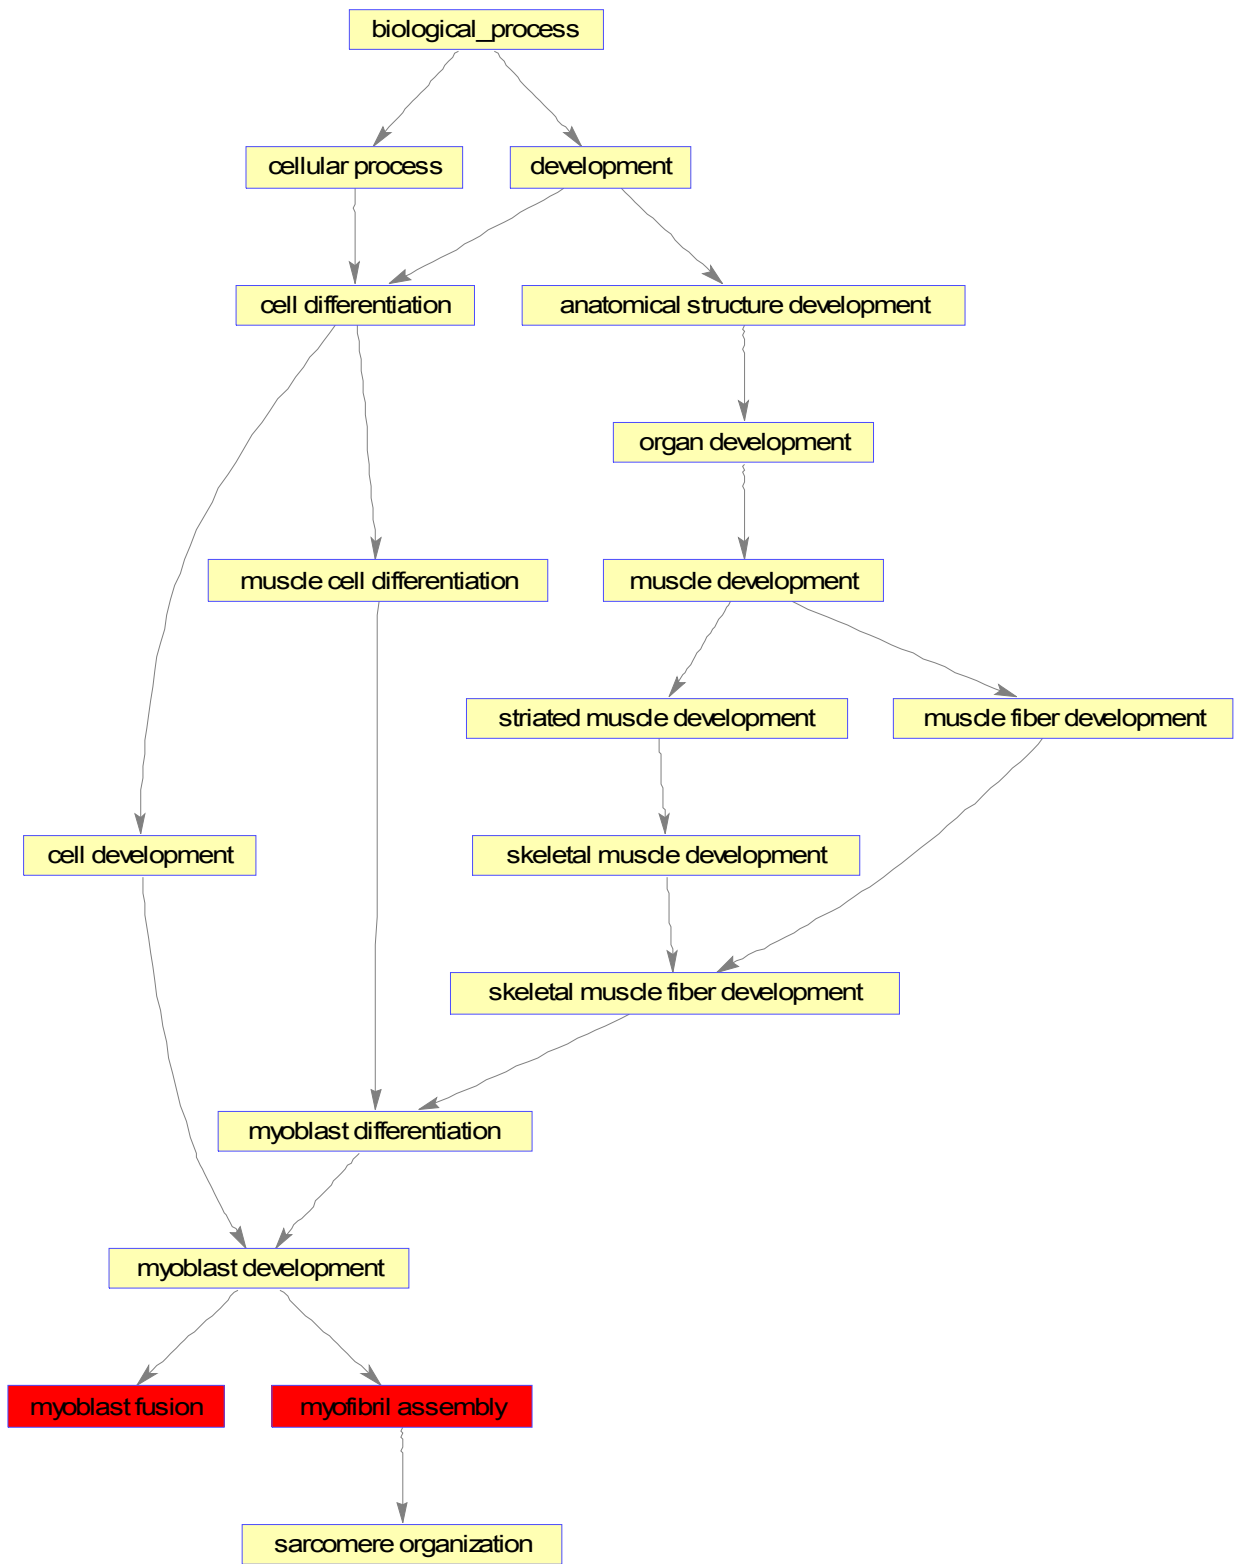 biological_process
cellular process
development
cell differentiation
anatomical structure development
organ development
muscle cell differentiation
muscle development
striated muscle development
muscle fiber development
cell development
skeletal muscle development
skeletal muscle fiber development
myoblast differentiation
myoblast development
myoblast fusion
myofibril assembly
sarcomere organization